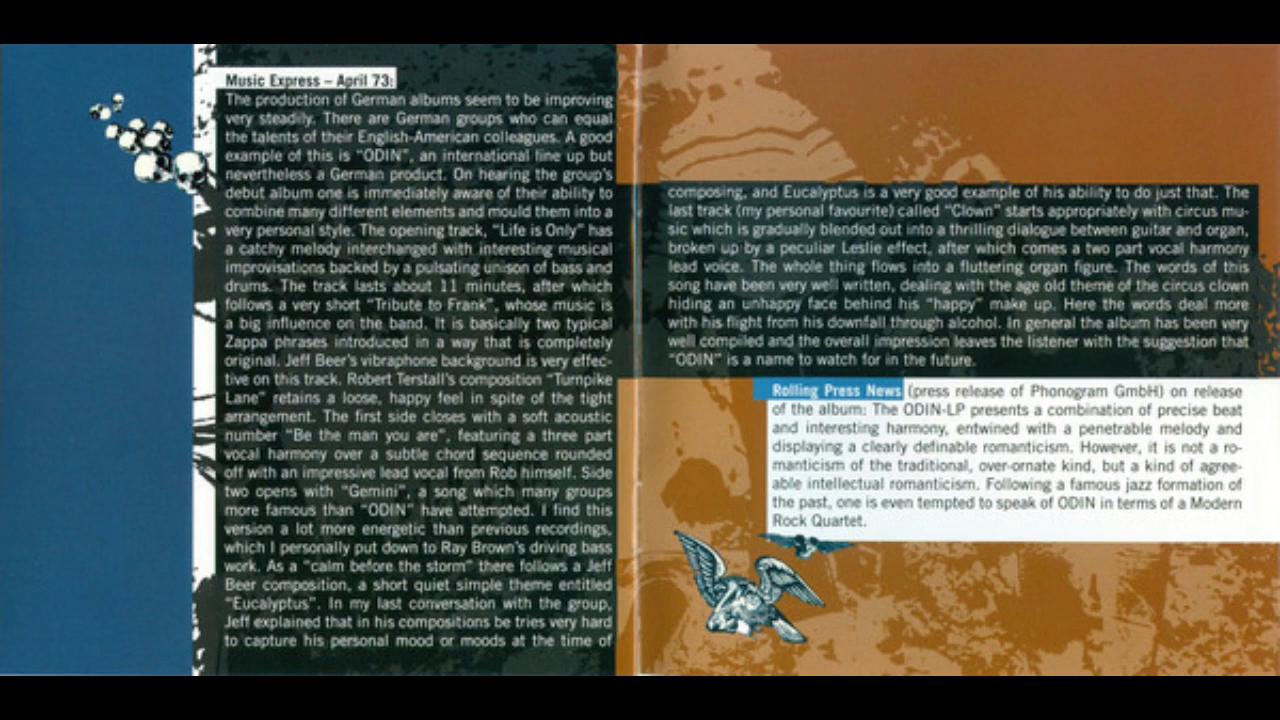 Music Express – April 73:
The production of German albums seem to be improving
very steadily. There are German groups who can equal
the talents of their English-American colleagues. A good
example of this is “ODIN”, an international line up but
nevertheless a German product. On hearing the group’s
debut album one is immediately aware of their ability to
combine many different elements and mould them into a
very personal style. The opening track, “Life is Only” has
a catchy melody interchanged with interesting musical
improvisations backed by a pulsating unison of bass and
drums. The track lasts about 11 minutes, after which
follows a very short “Tribute to Frank”, whose music is
a big influence on the band. It is basically two typical
Zappa phrases introduced in a way that is completely
original. Jeff Beer’s vibraphone background is very effec-
tive on this track. Robert Terstall’s composition “Turnpike
Lane” retains a loose, happy feel in spite of the tight
arrangement. The first side closes with a soft acoustic
number “Be the man you are”, featuring a three part
vocal harmony over a subtle chord sequence rounded
off with an impressive lead vocal from Rob himself. Side
two opens with “Gemini”, a song which many groups
more famous than “ODIN” have attempted. I find this
version a lot more energetic than previous recordings,
which I personally put down to Ray Brown’s driving bass
work. As a “calm before the storm” there follows a Jeff
Beer composition, a short quiet simple theme entitled
“Eucalyptus”. In my last conversation with the group,
Jeff explained that in his compositions be tries very hard
to capture his personal mood or moods at the time of
composing, and Eucalyptus is a very good example of his ability to do just that. The
last track (my personal favourite) called “Clown” starts appropriately with circus mu-
sic which is gradually blended out into a thrilling dialogue between guitar and organ,
broken up by a peculiar Leslie effect, after which comes a two part vocal harmony
lead voice. The whole thing flows into a fluttering organ figure. The words of this
song have been very well written, dealing with the age old theme of the circus clown
hiding an unhappy face behind his “happy” make up. Here the words deal more
with his flight from his downfall through alcohol. In general the album has been very
well compiled and the overall impression leaves the listener with the suggestion that
“ODIN” is a name to watch for in the future.
Rolling Press News (press release of Phonogram GmbH) on release
of the album: The ODIN-LP presents a combination of precise beat
and interesting harmony, entwined with a penetrable melody and
displaying a clearly definable romanticism. However, it is not a ro-
manticism of the traditional, over-ornate kind, but a kind of agree-
able intellectual romanticism. Following a famous jazz formation of
the past, one is even tempted to speak of ODIN in terms of a Modern
Rock Quartet.